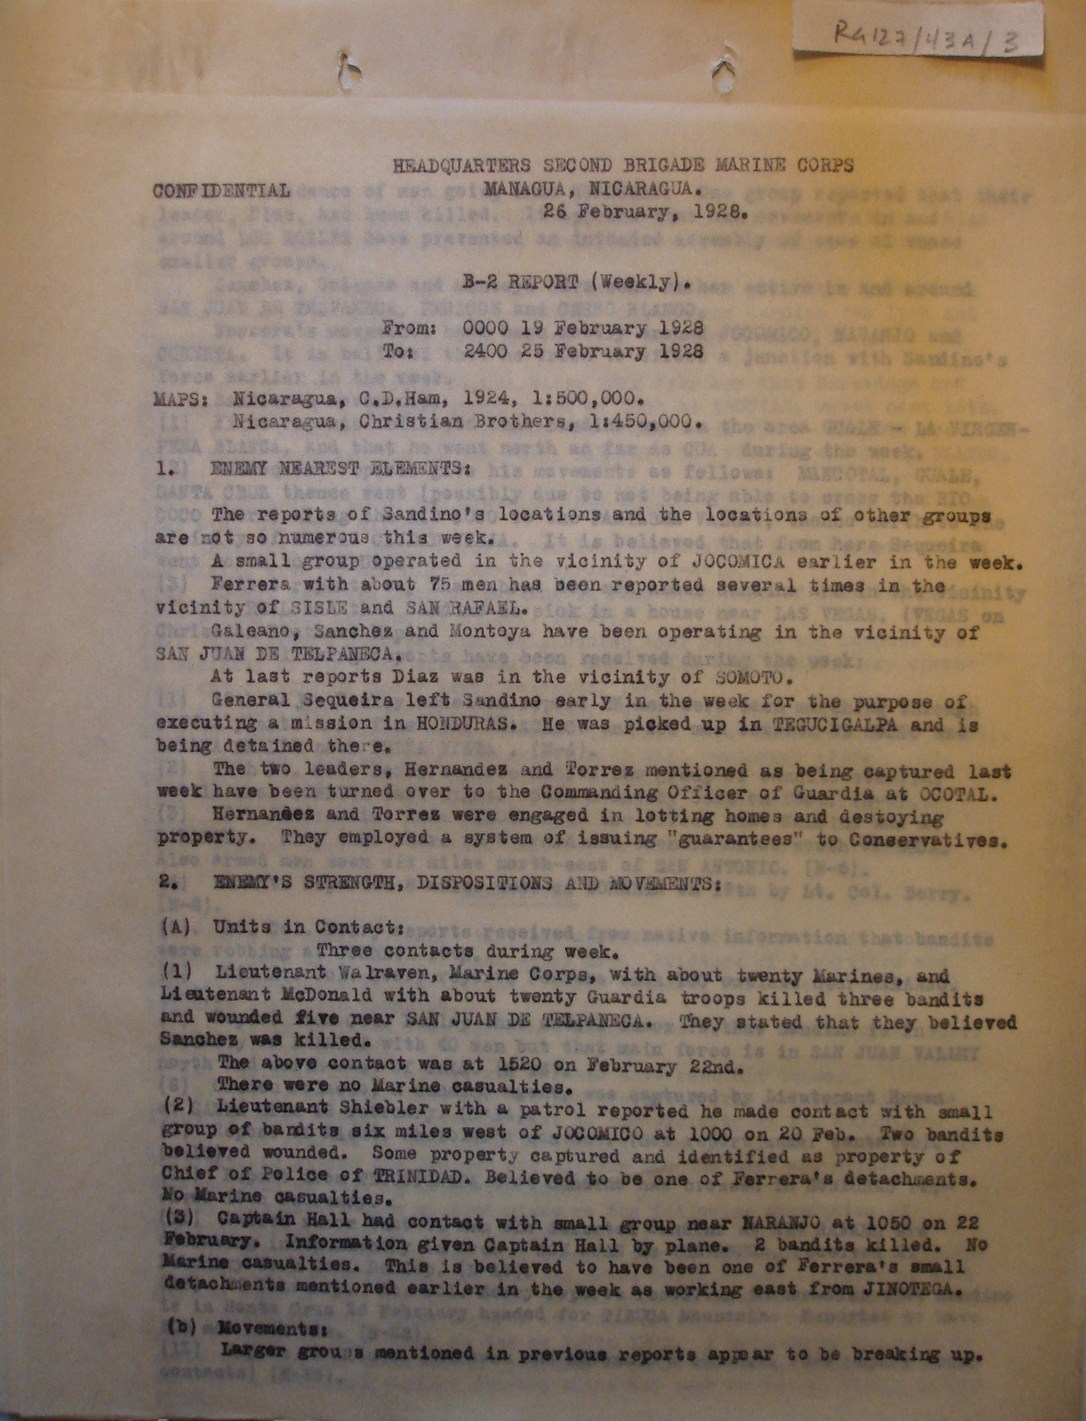 RG127/43A/3
HEADQUARTERS SECOND BRIGADE MARINE CORPS
CONFIDENTIAL MANAGUA, NICARAGUA.
26 February, 1928.
B-2 REPORT (Weekly).
From: 0000 19 February 1928
To: 2400 25 February 1928
MAPS: Nicaragua, C.D.Ham, 1924, 1:500,000.
Nicaragua, Christian Brothers, 1:450,000.
1. ENEMY NEAREST ELEMENTS:
The reports of Sandino's locations and the locations of other groups
are not so numerous this week.
A small group operated in the vicinity of JOCOMICA earlier in the week.
Ferrera with about 75 men has been reported several times in the
vicinity of SISLE and SAN RAFAEL.
Galeano, Sanchez and Montoya have been operating in the vicinity of
SAN JUAN DE TELPANECA.
At last reports Diaz was in the vicinity of SOMOTO.
General Sequeira left Sandino early in the week for the purpose of
executing a mission in HONDURAS. He was picked up in TEGUCIGALPA and is
being detained there.
The two leaders, Hernandez and Torrez mentioned as being captured last
week have been turned over to the Commanding Officer of Guardia at OCOTAL.
Hernandez and Torrez were engaged in lotting homes and destoying
property. They employed a system of issuing "guarantees" to Conservatives.
2. ENEMY'S STRENGTH, DISPOSITIONS AND MOVEMENTS:
(A) Units in Contact:
Three contacts during week.
(1) Lieutenant Walraven, Marine Corps, with about twenty Marines, and
Lieutenant McDonald with about twenty Guardia troops killed three bandits
and wounded five near SAN JUAN DE TELPANECA. They stated that they believed
Sanchez was killed.
The above contact was at 1520 on February 22nd.
There were no Marine casualties.
(2) Lieutenant Shiebler with a patrol reported he made contact with small
group of bandits six miles west of JOCOMICO at 1000 on 20 Feb. Two bandits
believed wounded. Some property captured and identified as property of
Chief of Police of TRINIDAD. Believed to be one of Ferrera's detachments.
No Marine casualties.
(3) Captain Hall had contact with small group near NARANJO at 1050 on 22
February. Information given Captain Hall by plane. 2 bandits killed. No
Marine casualties. This is believed to have been one of Ferrera's small
detachments mentioned earlier in the week as working east from JINOTEGA.
(b) Movements:
Larger groups mentioned in previous reports appear to be breaking up.